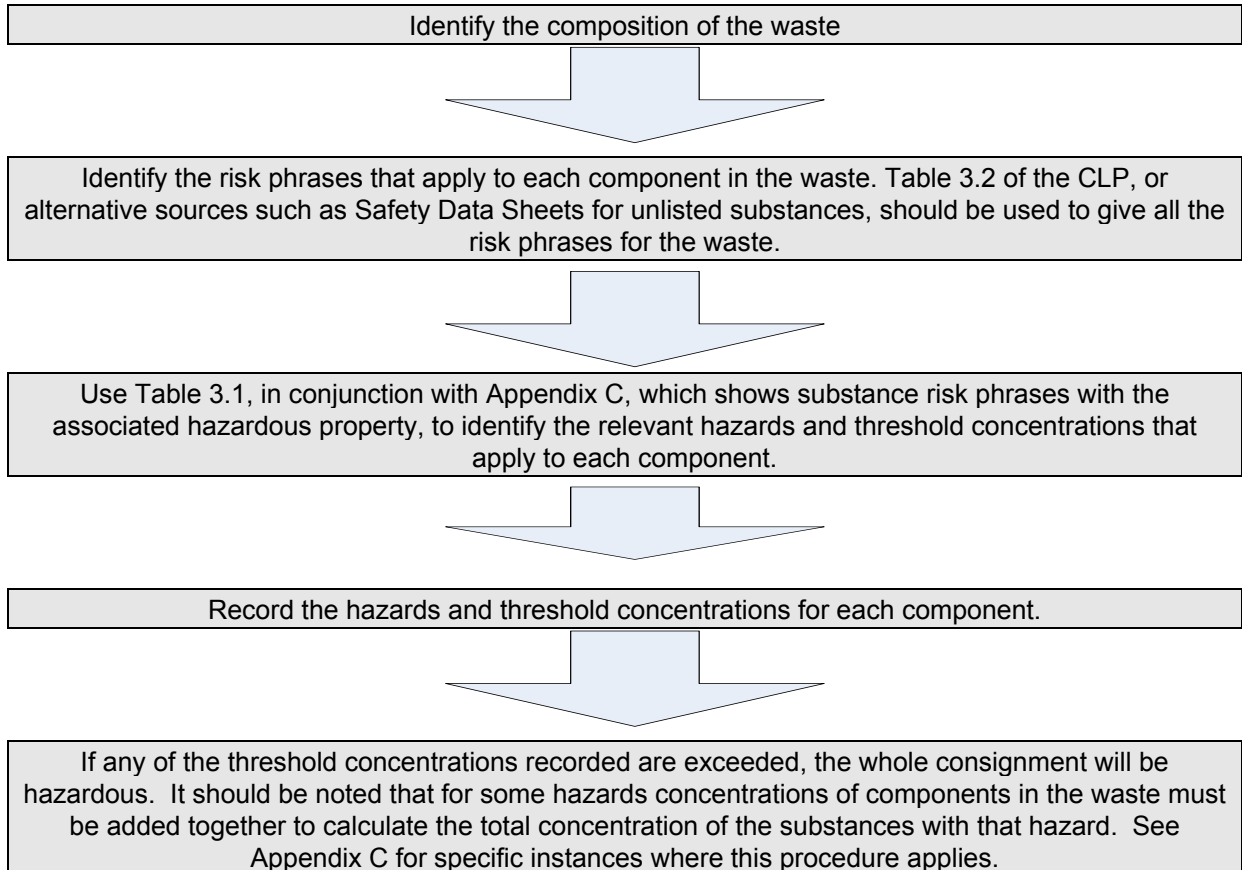 Identify the composition of the waste
Identify the risk phrases that apply to each component in the waste. Table 3.2 of the CLP, or
alternative sources such as Safety Data Sheets for unlisted substances, should be used to give all the
risk phrases for the waste.
Use Table 3.1, in conjunction with Appendix C, which shows substance risk phrases with the
associated hazardous property, to identify the relevant hazards and threshold concentrations that
apply to each component.
Record the hazards and threshold concentrations for each component.
If any of the threshold concentrations recorded are exceeded, the whole consignment will be
hazardous. It should be noted that for some hazards concentrations of components in the waste must
be added together to calculate the total concentration of the substances with that hazard. See
Appendix C for specific instances where this procedure applies.